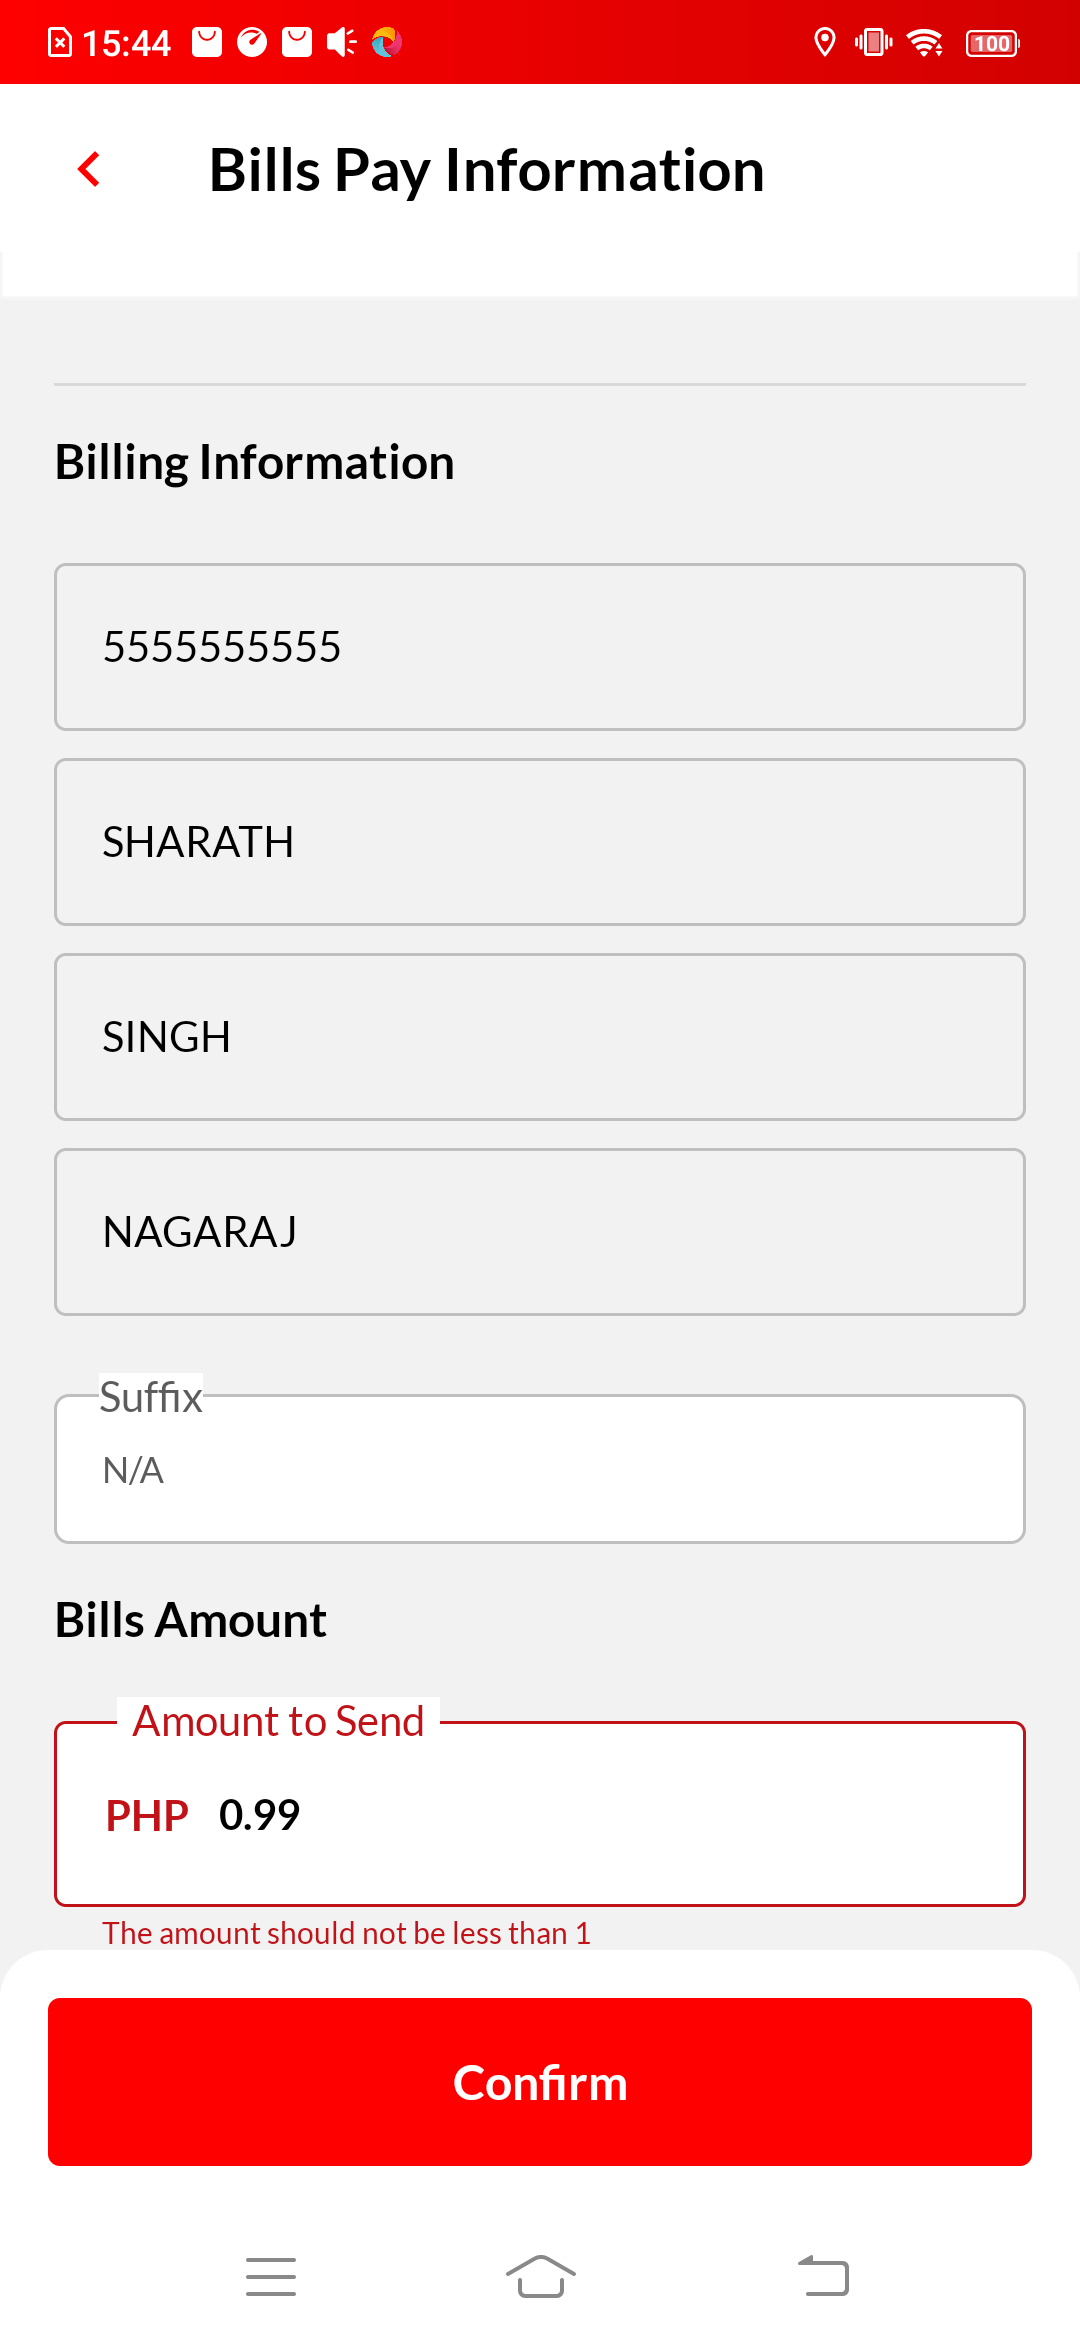 15:44
100
Bills Pay Information
Billing Information
5555555555
SHARATH
SINGH
NAGARAJ
Suffix
N/A
Bills Amount
Amount to Send
PHP 0.99
The amount should not be less than 1
Confirm